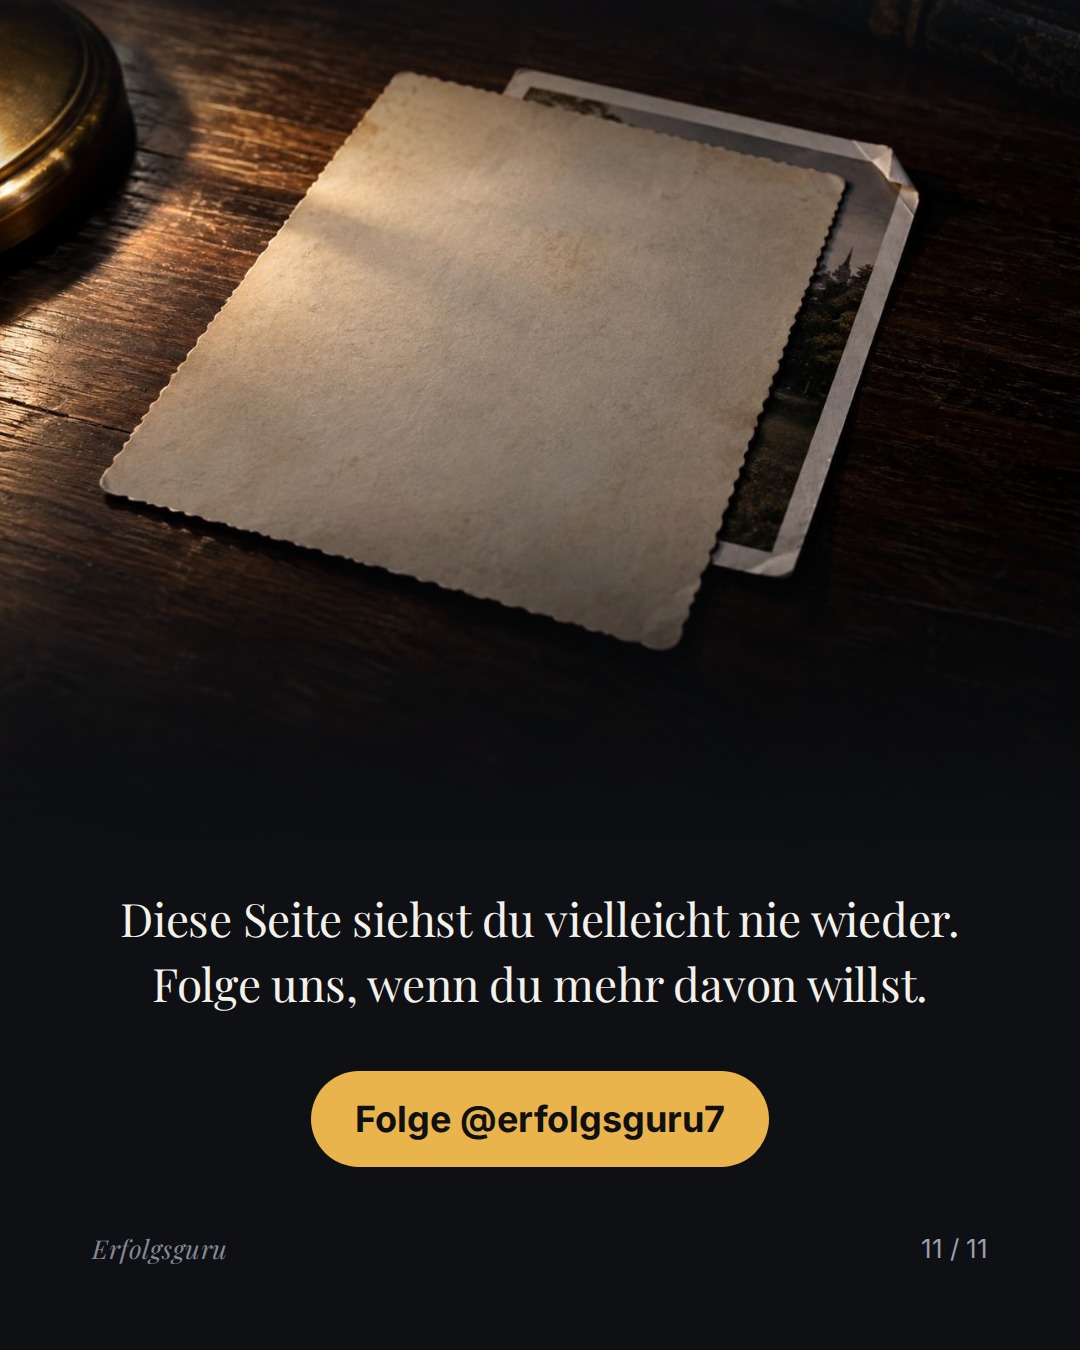 Diese Seite siehst du vielleicht nie wieder.
Folge uns, wenn du mehr davon willst.
Folge @erfolgsguru7
Erfolgsguru
11 / 11